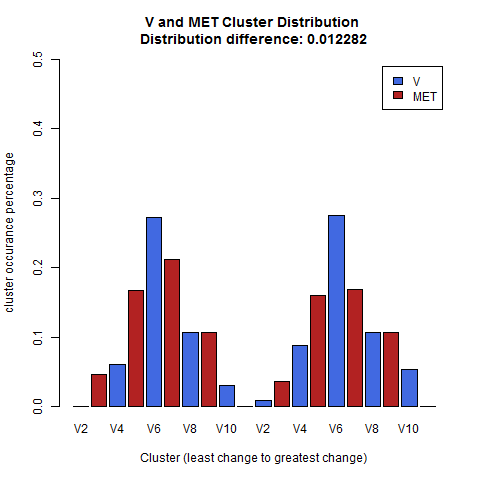 V and MET Cluster Distribution
Distribution difference: 0.012282
V
MET
cluster occurance percentage
0.5
0.4
0.3
0.2
0.1
0.0
V2 V4 V6 V8 V10 V2 V4 V6 V8 V10
Cluster (least change to greatest change)